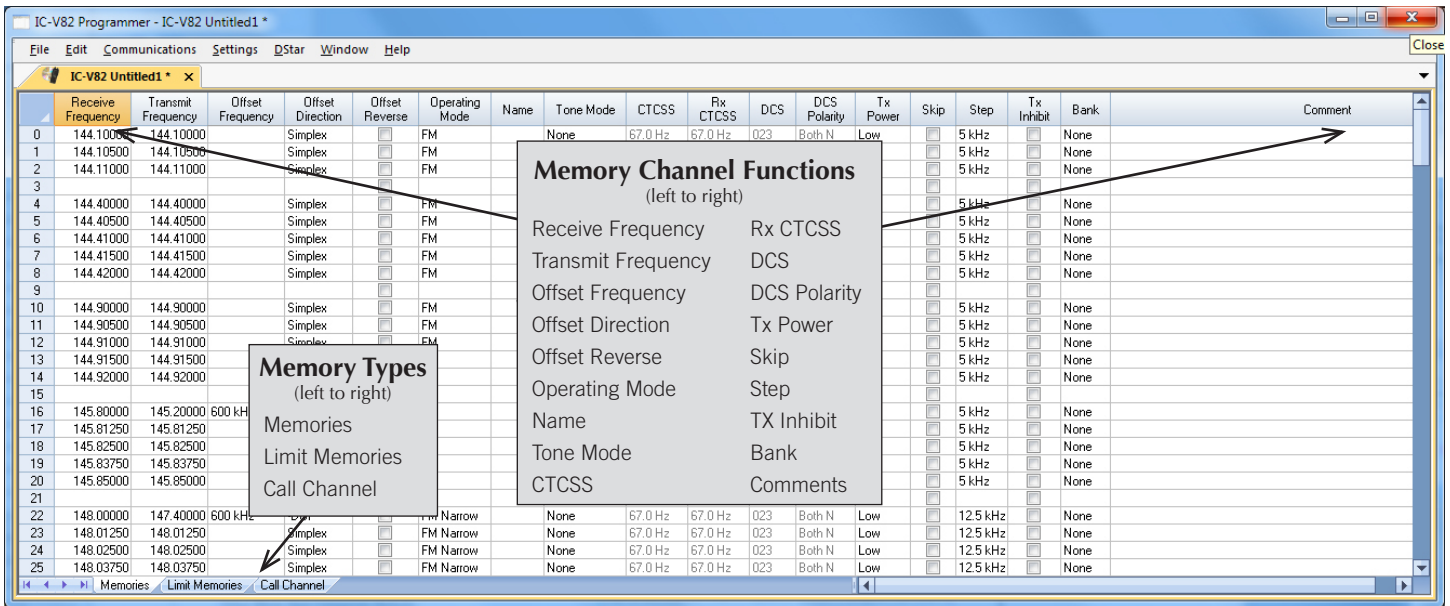 IC-V82 Programmer - IC-V82 Untitled1 *
File Edit Communications Settings DStar Window Help
Close
IC-V82 Untitled1 * x
Receive Frequency Transmit Frequency Offset Frequency Offset Direction Offset Reverse Operating Mode Name Tone Mode CTCSS Rx CTCSS DCS DCS Polarity Tx Power Skip Step Tx Inhibit Bank Comment
0 144.10000 144.10000 Simplex FM None 67.0 Hz 67.0 Hz 023 Both N Low 5 kHz None
1 144.10500 144.10500 Simplex FM 5 kHz None
2 144.11000 144.11000 Simplex FM 5 kHz None
3
4 144.40000 144.40000 Simplex FM 5 kHz None
5 144.40500 144.40500 Simplex FM 5 kHz None
6 144.41000 144.41000 Simplex FM 5 kHz None
7 144.41500 144.41500 Simplex FM 5 kHz None
8 144.42000 144.42000 Simplex FM 5 kHz None
9
10 144.90000 144.90000 Simplex FM 5 kHz None
11 144.90500 144.90500 Simplex FM 5 kHz None
12 144.91000 144.91000 Simplex FM 5 kHz None
13 144.91500 144.91500 5 kHz None
14 144.92000 144.92000 5 kHz None
15
16 145.80000 145.20000 600 kH 5 kHz None
17 145.81250 145.81250 5 kHz None
18 145.82500 145.82500 5 kHz None
19 145.83750 145.83750 5 kHz None
20 145.85000 145.85000 5 kHz None
21
22 148.00000 147.40000 600 kHz FM Narrow None 67.0 Hz 67.0 Hz 023 Both N Low 12.5 kHz None
23 148.01250 148.01250 Simplex FM Narrow None 67.0 Hz 67.0 Hz 023 Both N Low 12.5 kHz None
24 148.02500 148.02500 Simplex FM Narrow None 67.0 Hz 67.0 Hz 023 Both N Low 12.5 kHz None
25 148.03750 148.03750 Simplex FM Narrow None 67.0 Hz 67.0 Hz 023 Both N Low 12.5 kHz None
Memories Limit Memories Call Channel
Memory Types
(left to right)
Memories
Limit Memories
Call Channel
Memory Channel Functions
(left to right)
Receive Frequency
Transmit Frequency
Offset Frequency
Offset Direction
Offset Reverse
Operating Mode
Name
Tone Mode
CTCSS
Rx CTCSS
DCS
DCS Polarity
Tx Power
Skip
Step
TX Inhibit
Bank
Comments